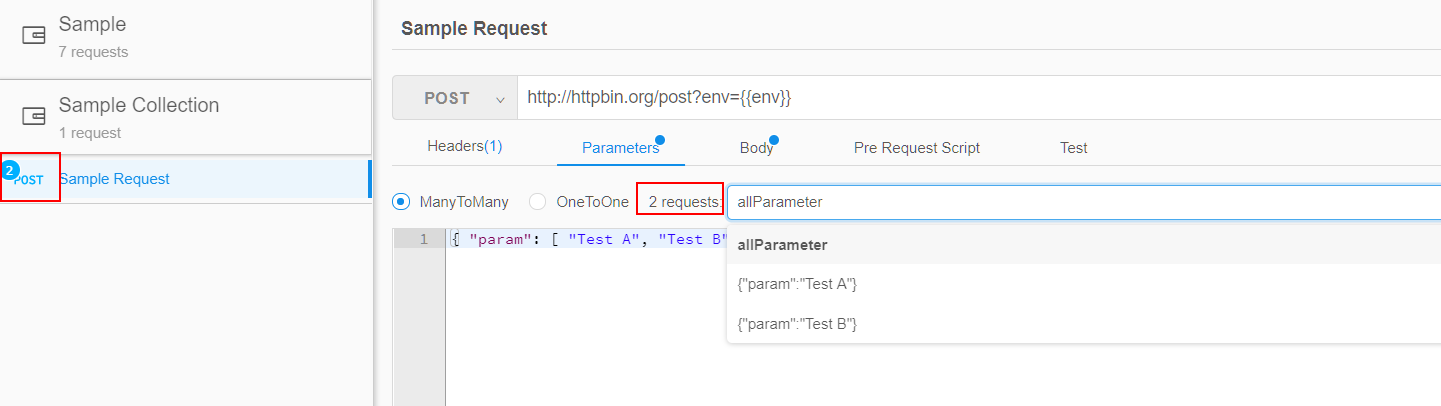 Sample
7 requests
Sample Collection
1 request
2
POST Sample Request
Sample Request
POST http://httpbin.org/post?env={{env}}
Headers(1) Parameters Body Pre Request Script Test
ManyToMany OneToOne 2 requests: allParameter
1 { "param": [ "Test A", "Test B"
allParameter
{"param":"Test A"}
{"param":"Test B"}